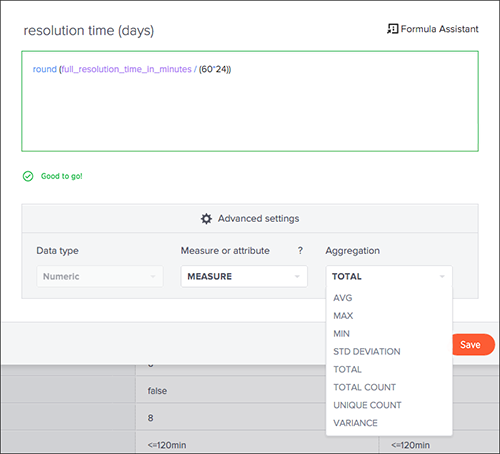 resolution time (days)
Formula Assistant
round (full_resolution_time_in_minutes / (60*24))
Good to go!
Advanced settings
Data type
Measure or attribute ?
Aggregation
Numeric
MEASURE
TOTAL
AVG
MAX
MIN
STD DEVIATION
TOTAL
TOTAL COUNT
UNIQUE COUNT
VARIANCE
Save
false
8
<=120min
<=120min